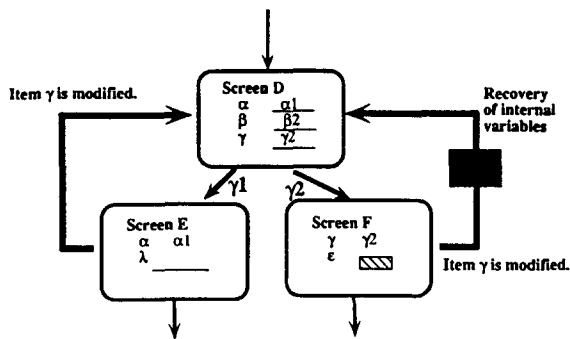 Screen D
α α1
β β2
γ γ2
Item γ is modified.
Recovery
of internal
variables
γ1
γ2
Screen E
α α1
λ
Screen F
γ γ2
ε
Item γ is modified.